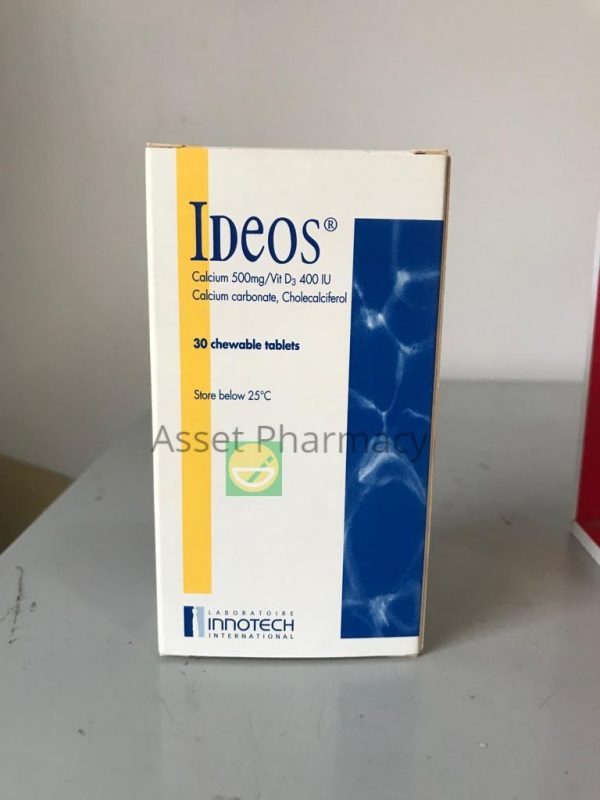 IDEOS®
Calcium 500mg/Vit D₃ 400 IU
Calcium carbonate, Cholecalciferol
30 chewable tablets
Store below 25°C
Asset Pharmacy
LABORATOIRE
INNOTECH
INTERNATIONAL